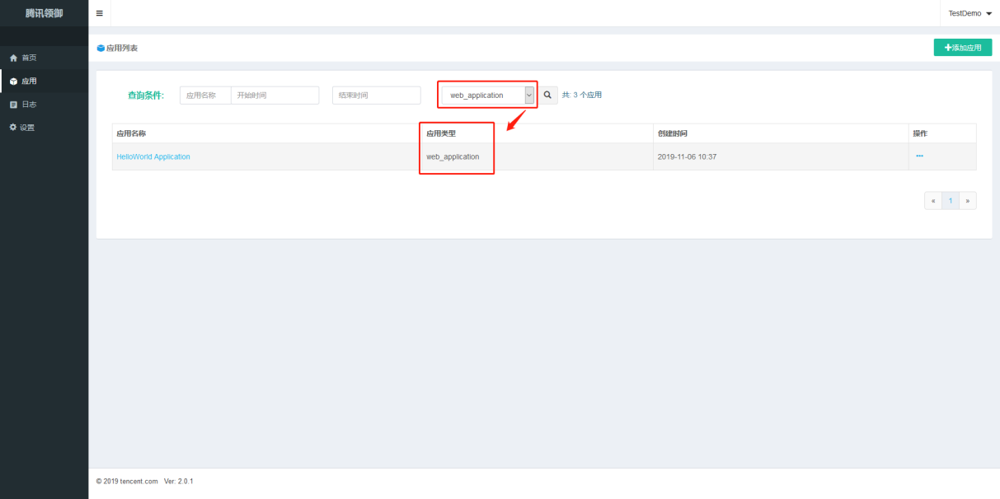 腾讯领御
TestDemo
首页
应用
日志
设置
应用列表
+添加应用
查询条件: 应用名称 开始时间 结束时间 web_application 共 3 个应用
应用名称 应用类型 创建时间 操作
HelloWorld Application web_application 2019-11-06 10:37 •••
« 1 »
© 2019 tencent.com Ver: 2.0.1